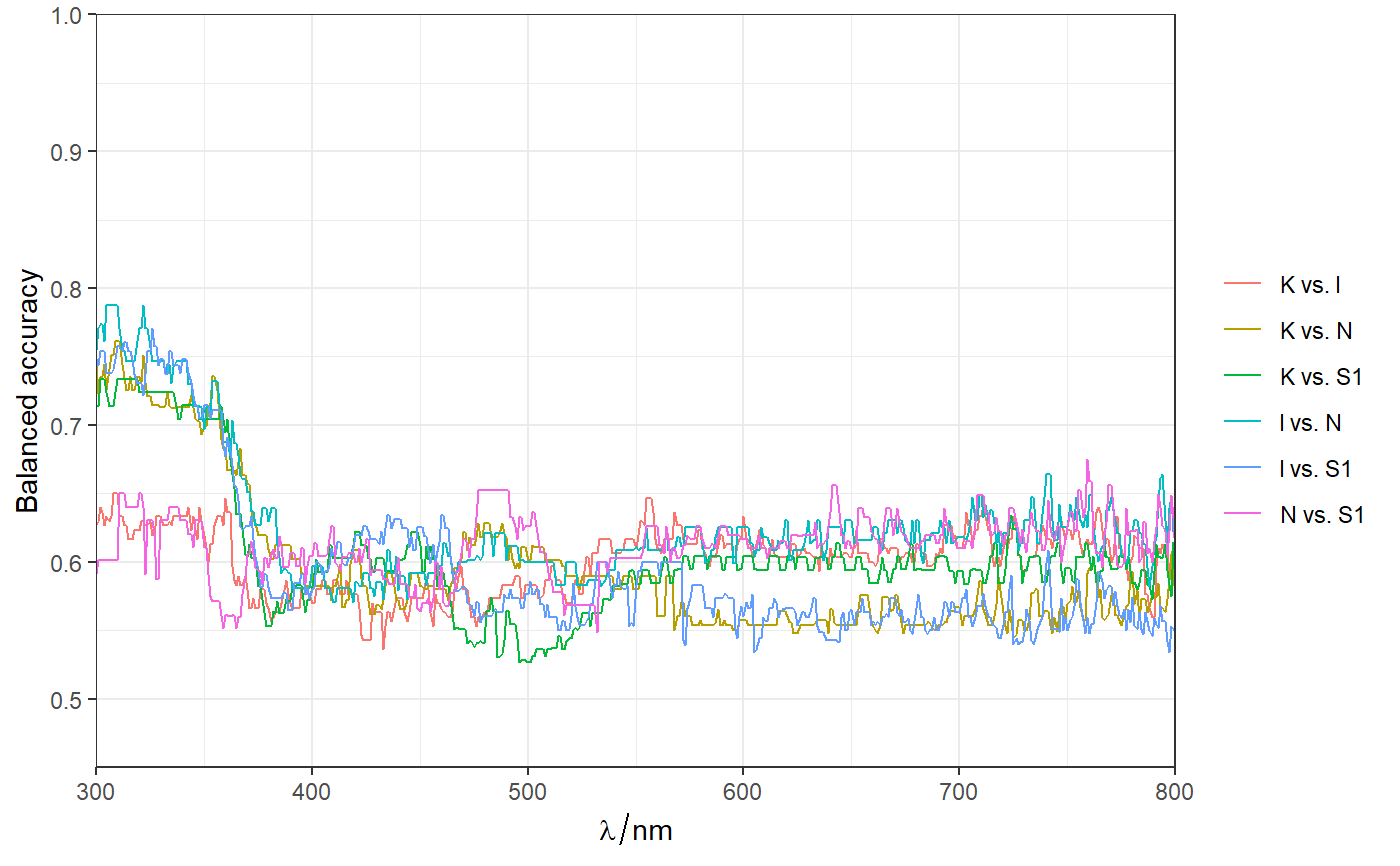 1.0
0.9
0.8
0.7
0.6
0.5
Balanced accuracy
300 400 500 600 700 800
λ/nm
K vs. I
K vs. N
K vs. S1
I vs. N
I vs. S1
N vs. S1